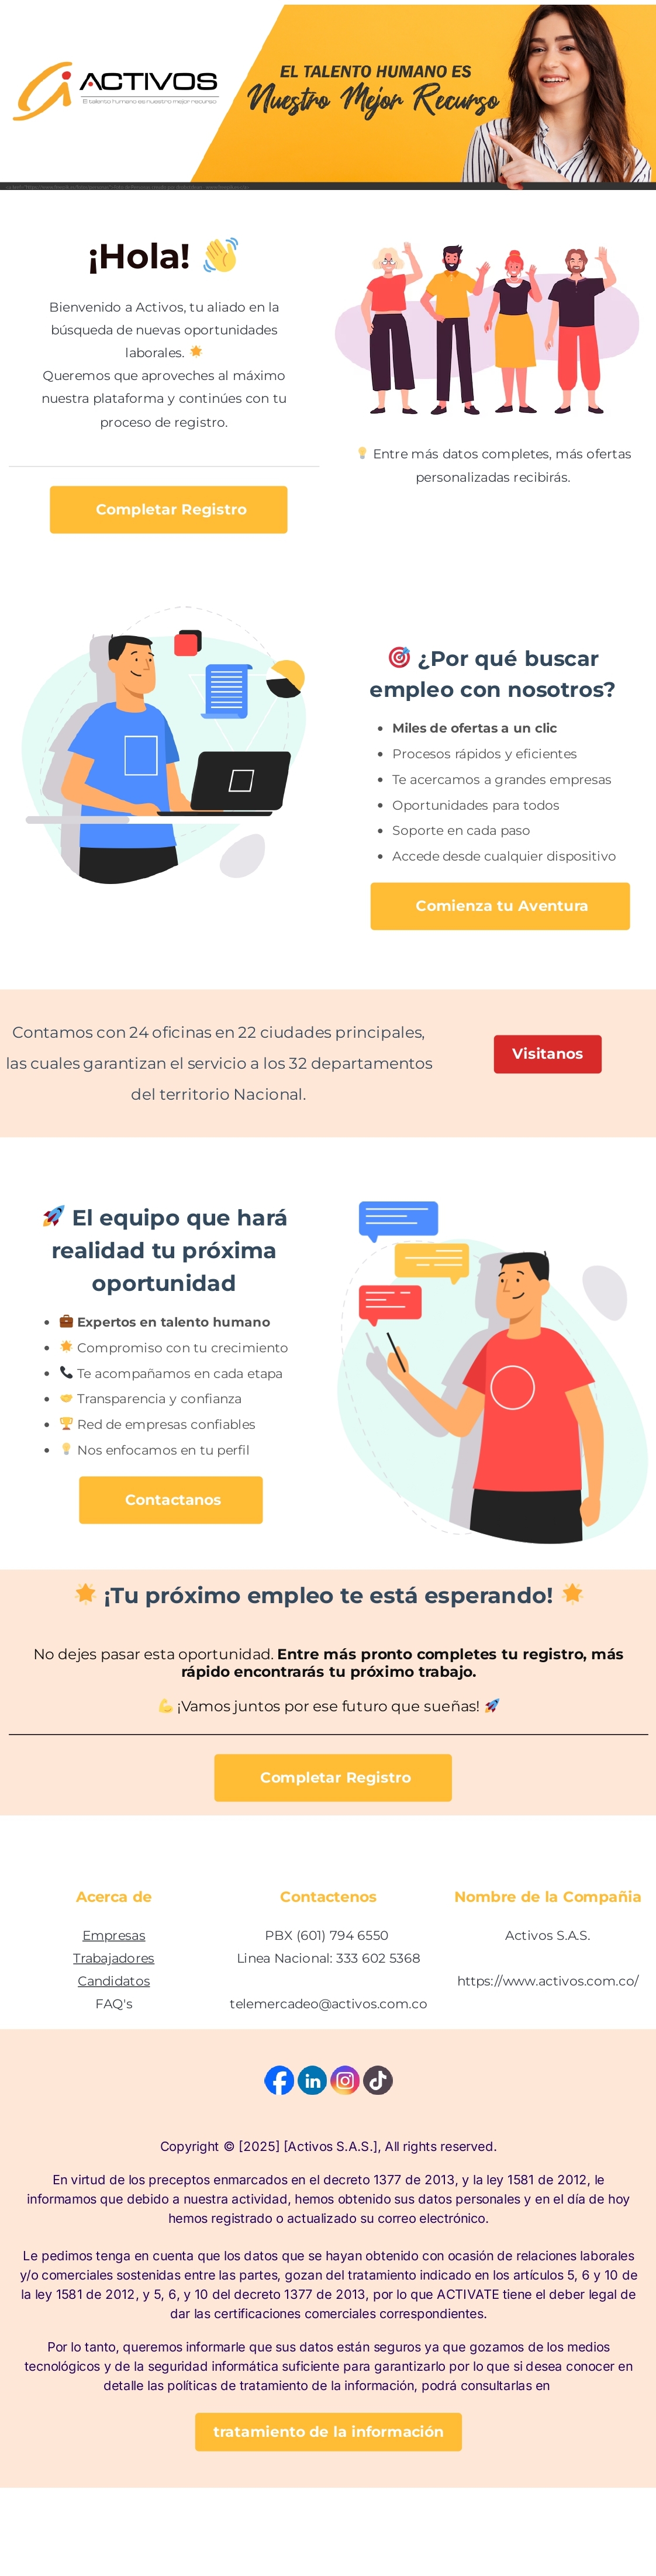 ACTIVOS
El talento humano es nuestro mejor recurso
EL TALENTO HUMANO ES
Nuestro Mejor Recurso
¡Hola! 👋
Bienvenido a Activos, tu aliado en la
búsqueda de nuevas oportunidades
laborales. 🌟
Queremos que aproveches al máximo
nuestra plataforma y continúes con tu
proceso de registro.
Completar Registro
💡 Entre más datos completes, más ofertas
personalizadas recibirás.
🎯 ¿Por qué buscar
empleo con nosotros?
• Miles de ofertas a un clic
• Procesos rápidos y eficientes
• Te acercamos a grandes empresas
• Oportunidades para todos
• Soporte en cada paso
• Accede desde cualquier dispositivo
Comienza tu Aventura
Contamos con 24 oficinas en 22 ciudades principales,
las cuales garantizan el servicio a los 32 departamentos
del territorio Nacional.
Visitanos
🚀 El equipo que hará
realidad tu próxima
oportunidad
• 💼 Expertos en talento humano
• 🌟 Compromiso con tu crecimiento
• 📞 Te acompañamos en cada etapa
• 🤝 Transparencia y confianza
• 🏆 Red de empresas confiables
• 💡 Nos enfocamos en tu perfil
Contactanos
🌟 ¡Tu próximo empleo te está esperando! 🌟
No dejes pasar esta oportunidad. Entre más pronto completes tu registro, más
rápido encontrarás tu próximo trabajo.
💪 ¡Vamos juntos por ese futuro que sueñas! 🚀
Completar Registro
Acerca de
Empresas
Trabajadores
Candidatos
FAQ's
Contactenos
PBX (601) 794 6550
Linea Nacional: 333 602 5368
telemercadeo@activos.com.co
Nombre de la Compañia
Activos S.A.S.
https://www.activos.com.co/
Copyright © [2025] [Activos S.A.S.], All rights reserved.
En virtud de los preceptos enmarcados en el decreto 1377 de 2013, y la ley 1581 de 2012, le
informamos que debido a nuestra actividad, hemos obtenido sus datos personales y en el día de hoy
hemos registrado o actualizado su correo electrónico.
Le pedimos tenga en cuenta que los datos que se hayan obtenido con ocasión de relaciones laborales
y/o comerciales sostenidas entre las partes, gozan del tratamiento indicado en los artículos 5, 6 y 10 de
la ley 1581 de 2012, y 5, 6, y 10 del decreto 1377 de 2013, por lo que ACTIVATE tiene el deber legal de
dar las certificaciones comerciales correspondientes.
Por lo tanto, queremos informarle que sus datos están seguros ya que gozamos de los medios
tecnológicos y de la seguridad informática suficiente para garantizarlo por lo que si desea conocer en
detalle las políticas de tratamiento de la información, podrá consultarlas en
tratamiento de la información